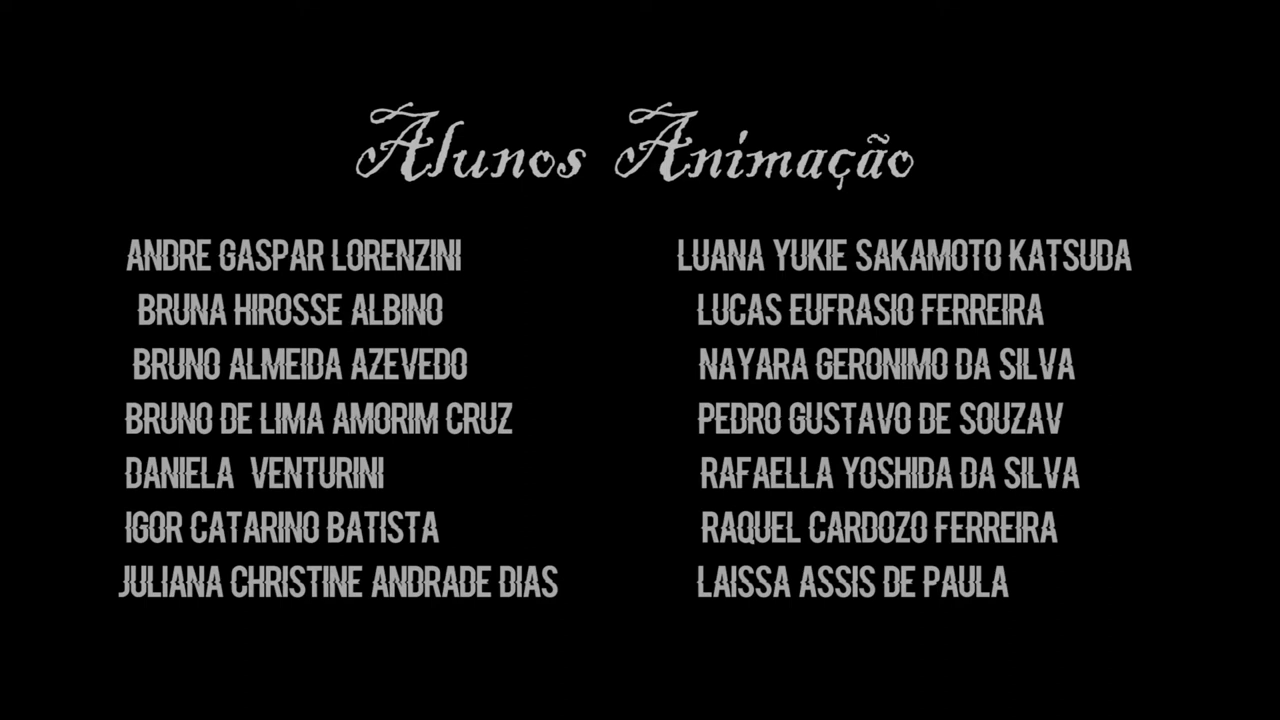 Alunos Animação
ANDRE GASPAR LORENZINI
BRUNA HIROSSE ALBINO
BRUNO ALMEIDA AZEVEDO
BRUNO DE LIMA AMORIM CRUZ
DANIELA VENTURINI
IGOR CATARINO BATISTA
JULIANA CHRISTINE ANDRADE DIAS
LUANA YUKIE SAKAMOTO KATSUDA
LUCAS EUFRASIO FERREIRA
NAYARA GERONIMO DA SILVA
PEDRO GUSTAVO DE SOUZAV
RAFAELLA YOSHIDA DA SILVA
RAQUEL CARDOZO FERREIRA
LAISSA ASSIS DE PAULA